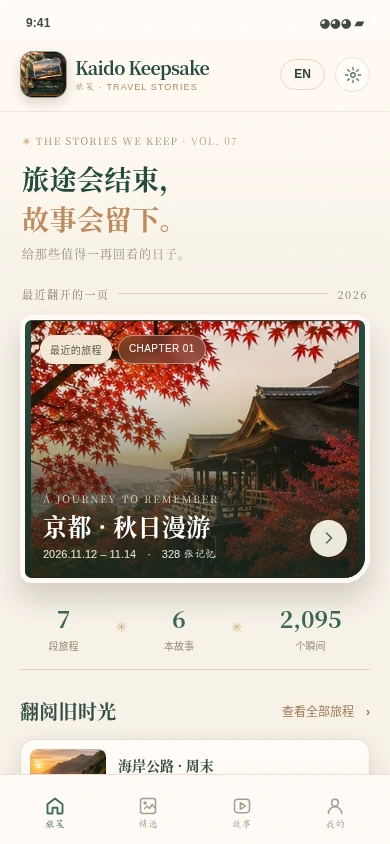 9:41
Kaido Keepsake
旅笺 · TRAVEL STORIES
EN
THE STORIES WE KEEP · VOL. 07
旅途会结束，
故事会留下。
给那些值得一再回看的日子。
最近翻开的一页
2026
最近的旅程
CHAPTER 01
A JOURNEY TO REMEMBER
京都 · 秋日漫游
2026.11.12 – 11.14 · 328 张记忆
7
段旅程
6
本故事
2,095
个瞬间
翻阅旧时光
查看全部旅程 ›
海岸公路 · 周末
旅笺
精选
故事
我的